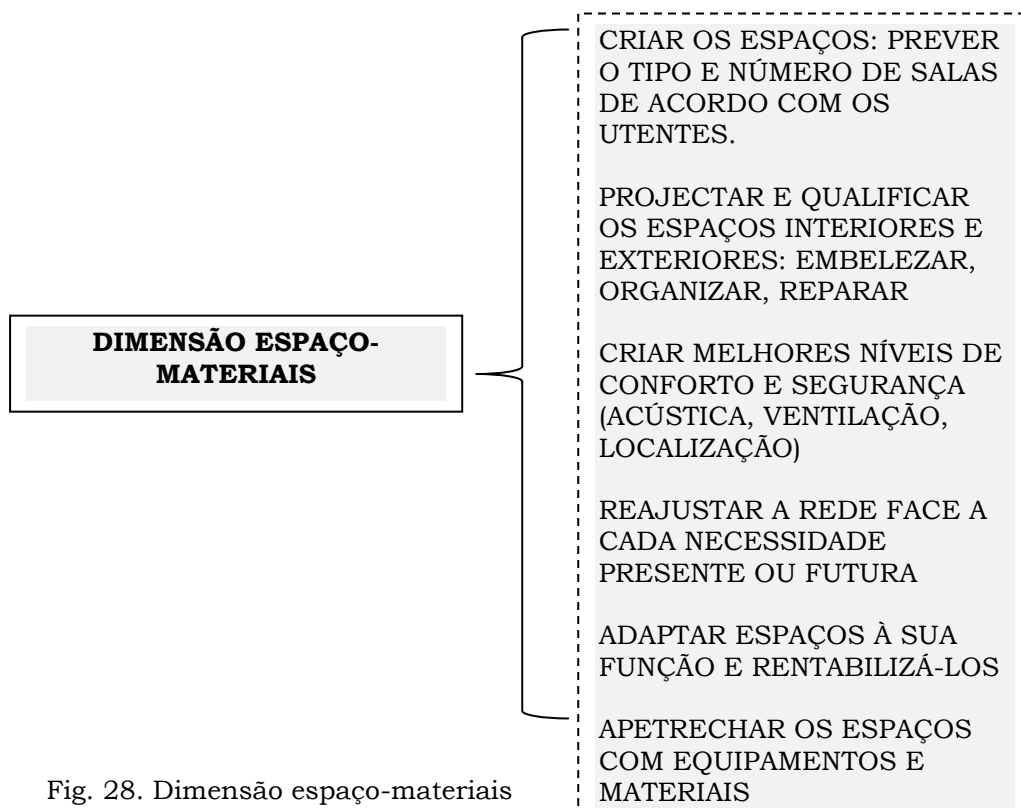 CRIAR OS ESPAÇOS: PREVER
O TIPO E NÚMERO DE SALAS
DE ACORDO COM OS
UTENTES.
PROJECTAR E QUALIFICAR
OS ESPAÇOS INTERIORES E
EXTERIORES: EMBELEZAR,
ORGANIZAR, REPARAR
DIMENSÃO ESPAÇO-
MATERIAIS
CRIAR MELHORES NÍVEIS DE
CONFORTO E SEGURANÇA
(ACÚSTICA, VENTILAÇÃO,
LOCALIZAÇÃO)
REAJUSTAR A REDE FACE A
CADA NECESSIDADE
PRESENTE OU FUTURA
ADAPTAR ESPAÇOS À SUA
FUNÇÃO E RENTABILIZÁ-LOS
APETRECHAR OS ESPAÇOS
COM EQUIPAMENTOS E
MATERIAIS
Fig. 28. Dimensão espaço-materiais